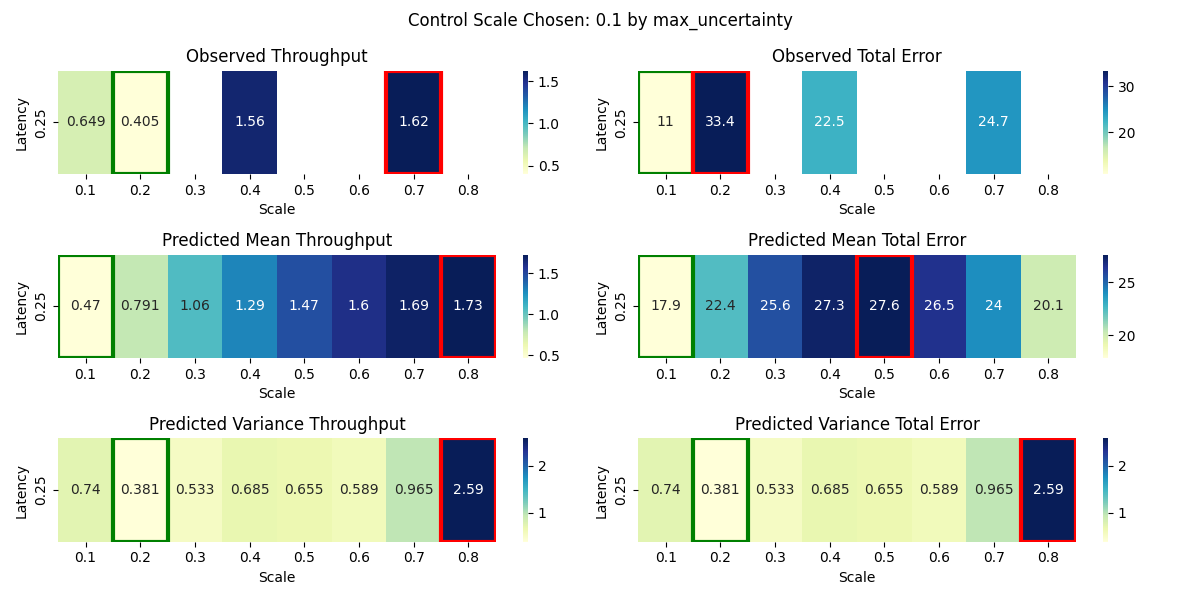 Control Scale Chosen: 0.1 by max_uncertainty
Observed Throughput
Latency
0.25
0.649 0.405 1.56 1.62
0.1 0.2 0.3 0.4 0.5 0.6 0.7 0.8
Scale
1.5
1.0
0.5
Observed Total Error
Latency
0.25
11 33.4 22.5 24.7
0.1 0.2 0.3 0.4 0.5 0.6 0.7 0.8
Scale
30
20
Predicted Mean Throughput
Latency
0.25
0.47 0.791 1.06 1.29 1.47 1.6 1.69 1.73
0.1 0.2 0.3 0.4 0.5 0.6 0.7 0.8
Scale
1.5
1.0
0.5
Predicted Mean Total Error
Latency
0.25
17.9 22.4 25.6 27.3 27.6 26.5 24 20.1
0.1 0.2 0.3 0.4 0.5 0.6 0.7 0.8
Scale
25
20
Predicted Variance Throughput
Latency
0.25
0.74 0.381 0.533 0.685 0.655 0.589 0.965 2.59
0.1 0.2 0.3 0.4 0.5 0.6 0.7 0.8
Scale
2
1
Predicted Variance Total Error
Latency
0.25
0.74 0.381 0.533 0.685 0.655 0.589 0.965 2.59
0.1 0.2 0.3 0.4 0.5 0.6 0.7 0.8
Scale
2
1